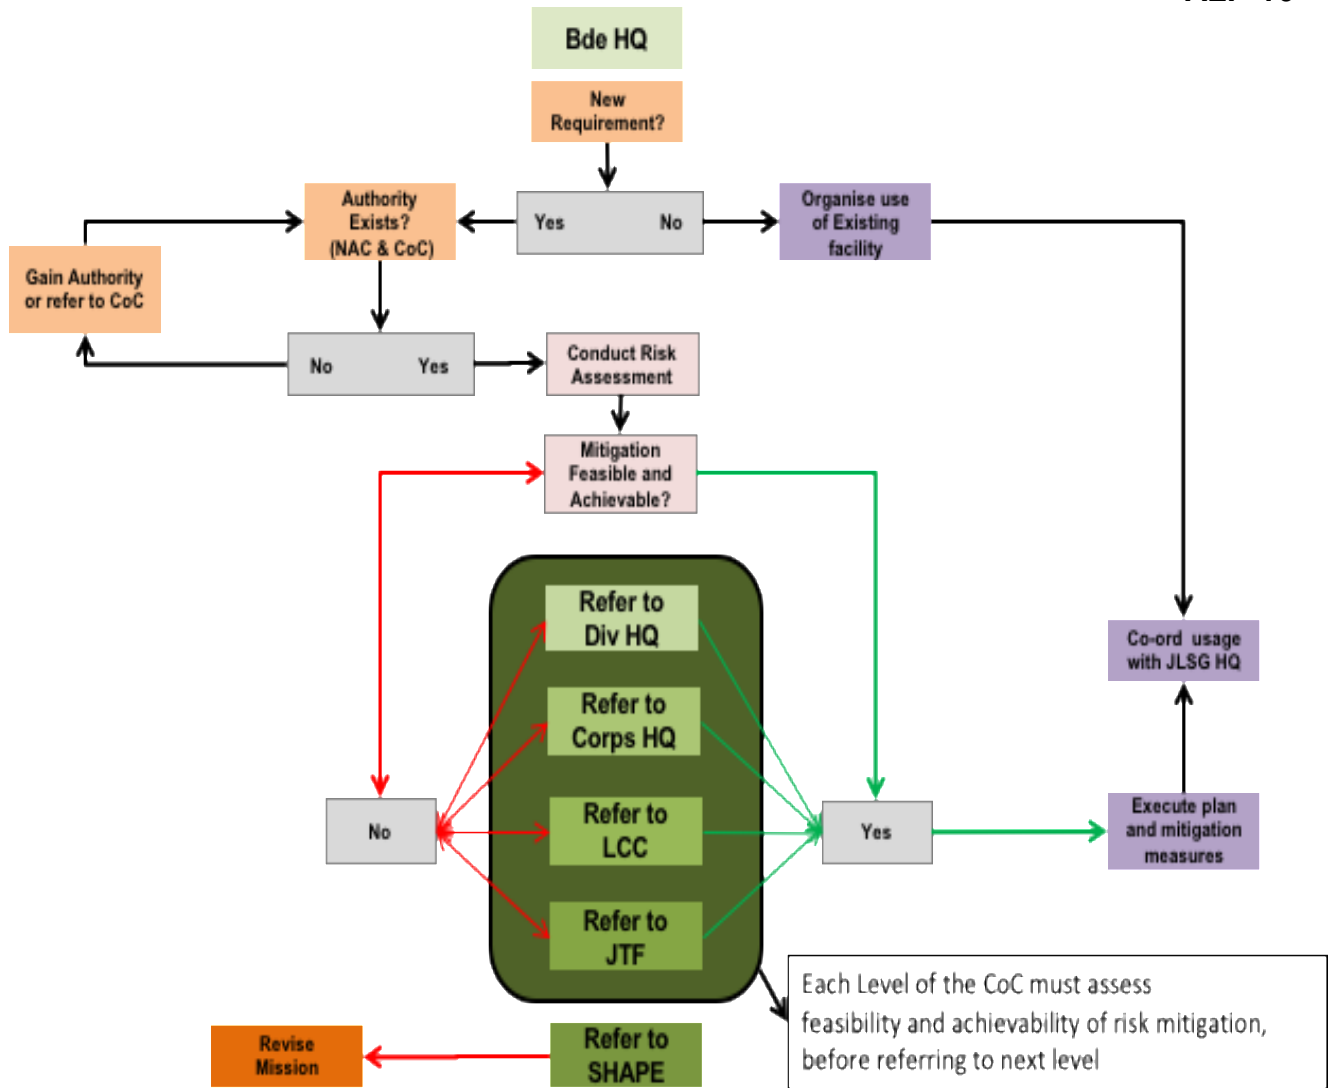 Bde HQ
New
Requirement?
Authority
Exists?
(NAC & CoC)
Yes No
Organise use
of Existing
facility
Gain Authority
or refer to CoC
No Yes
Conduct Risk
Assessment
Mitigation
Feasible and
Achievable?
Refer to
Div HQ
Refer to
Corps HQ
Co-ord usage
with JLSG HQ
No
Refer to
LCC
Yes
Execute plan
and mitigation
measures
Refer to
JTF
Each Level of the CoC must assess
feasibility and achievability of risk mitigation,
before referring to next level
Revise
Mission
Refer to
SHAPE